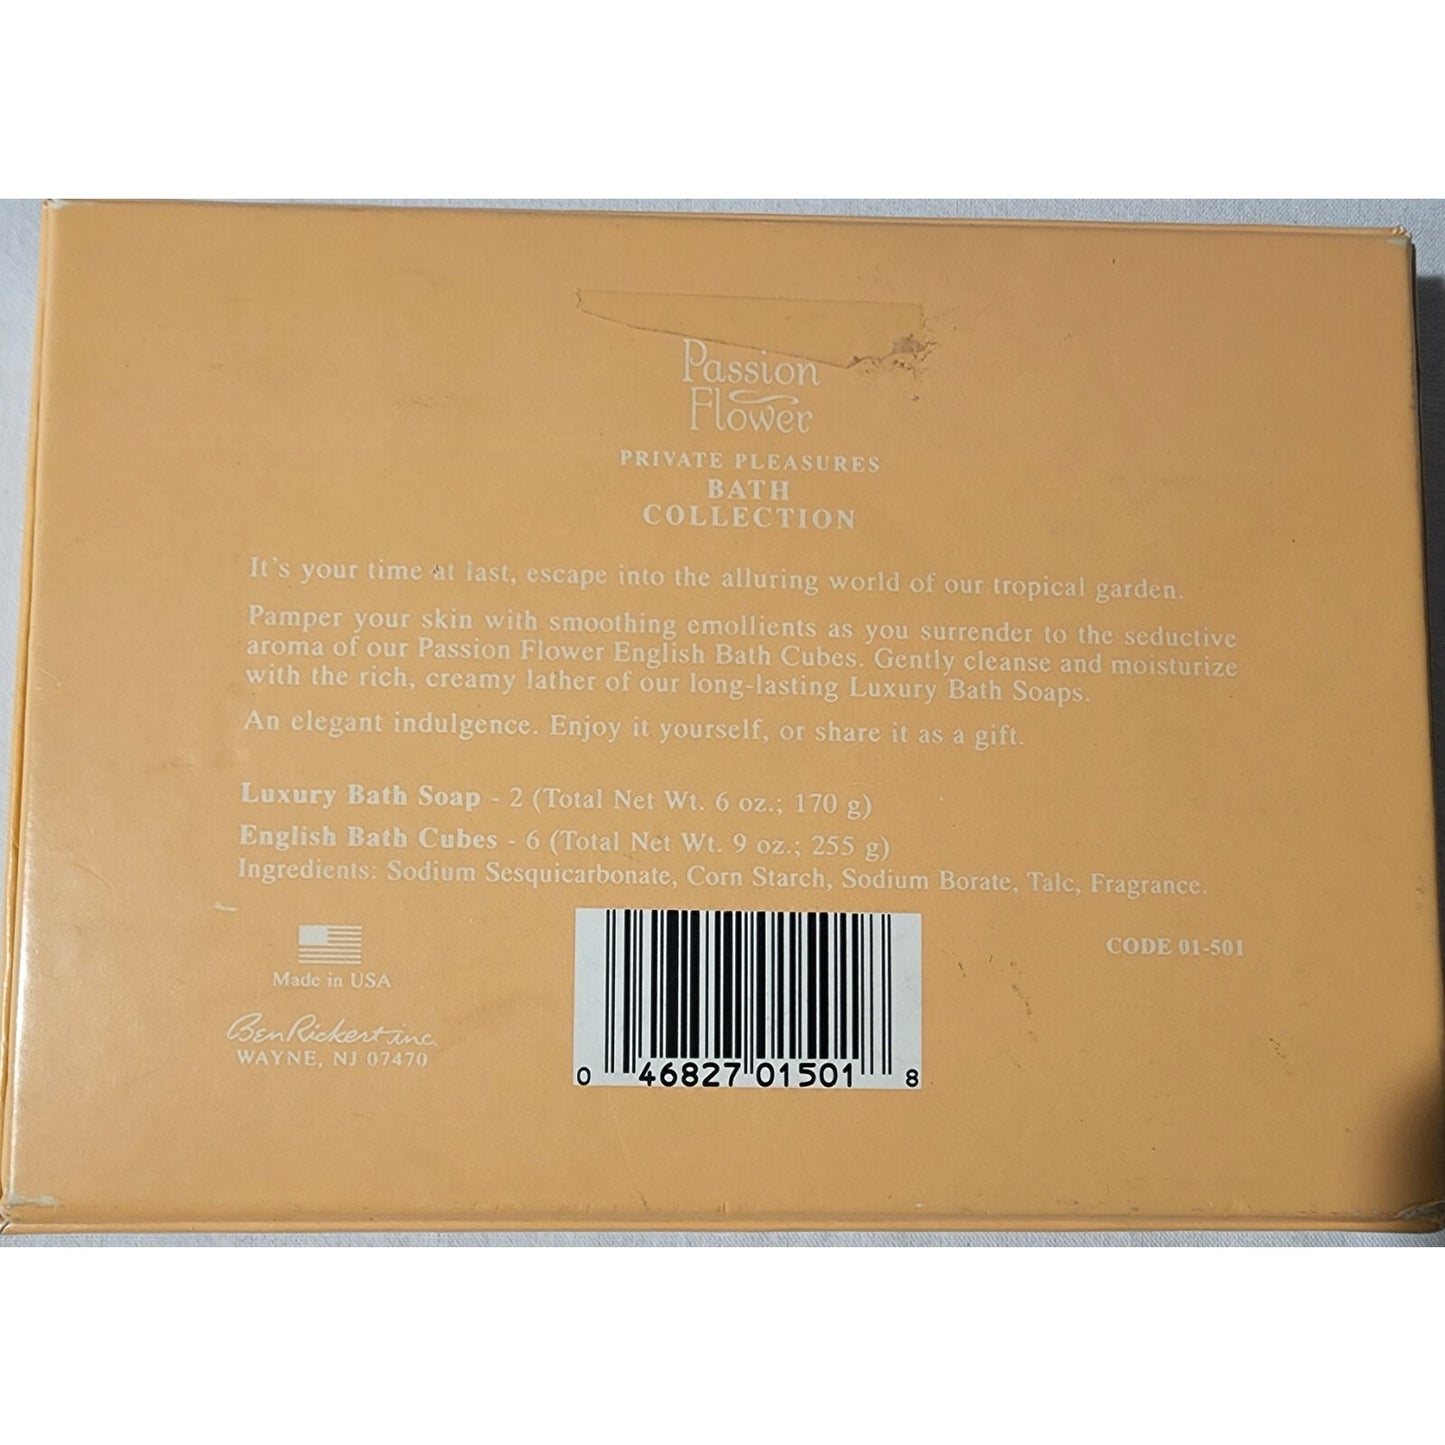 Passion
Flower
PRIVATE PLEASURES
BATH
COLLECTION
It's your time at last, escape into the alluring world of our tropical garden.
Pamper your skin with smoothing emollients as you surrender to the seductive
aroma of our Passion Flower English Bath Cubes. Gently cleanse and moisturize
with the rich, creamy lather of our long-lasting Luxury Bath Soaps.
An elegant indulgence. Enjoy it yourself, or share it as a gift.
Luxury Bath Soap - 2 (Total Net Wt. 6 oz.; 170 g)
English Bath Cubes - 6 (Total Net Wt. 9 oz.; 255 g)
Ingredients: Sodium Sesquicarbonate, Corn Starch, Sodium Borate, Talc, Fragrance.
CODE 01-501
Made in USA
Ben Rickert inc.
WAYNE, NJ 07470
0 46827 01501 8